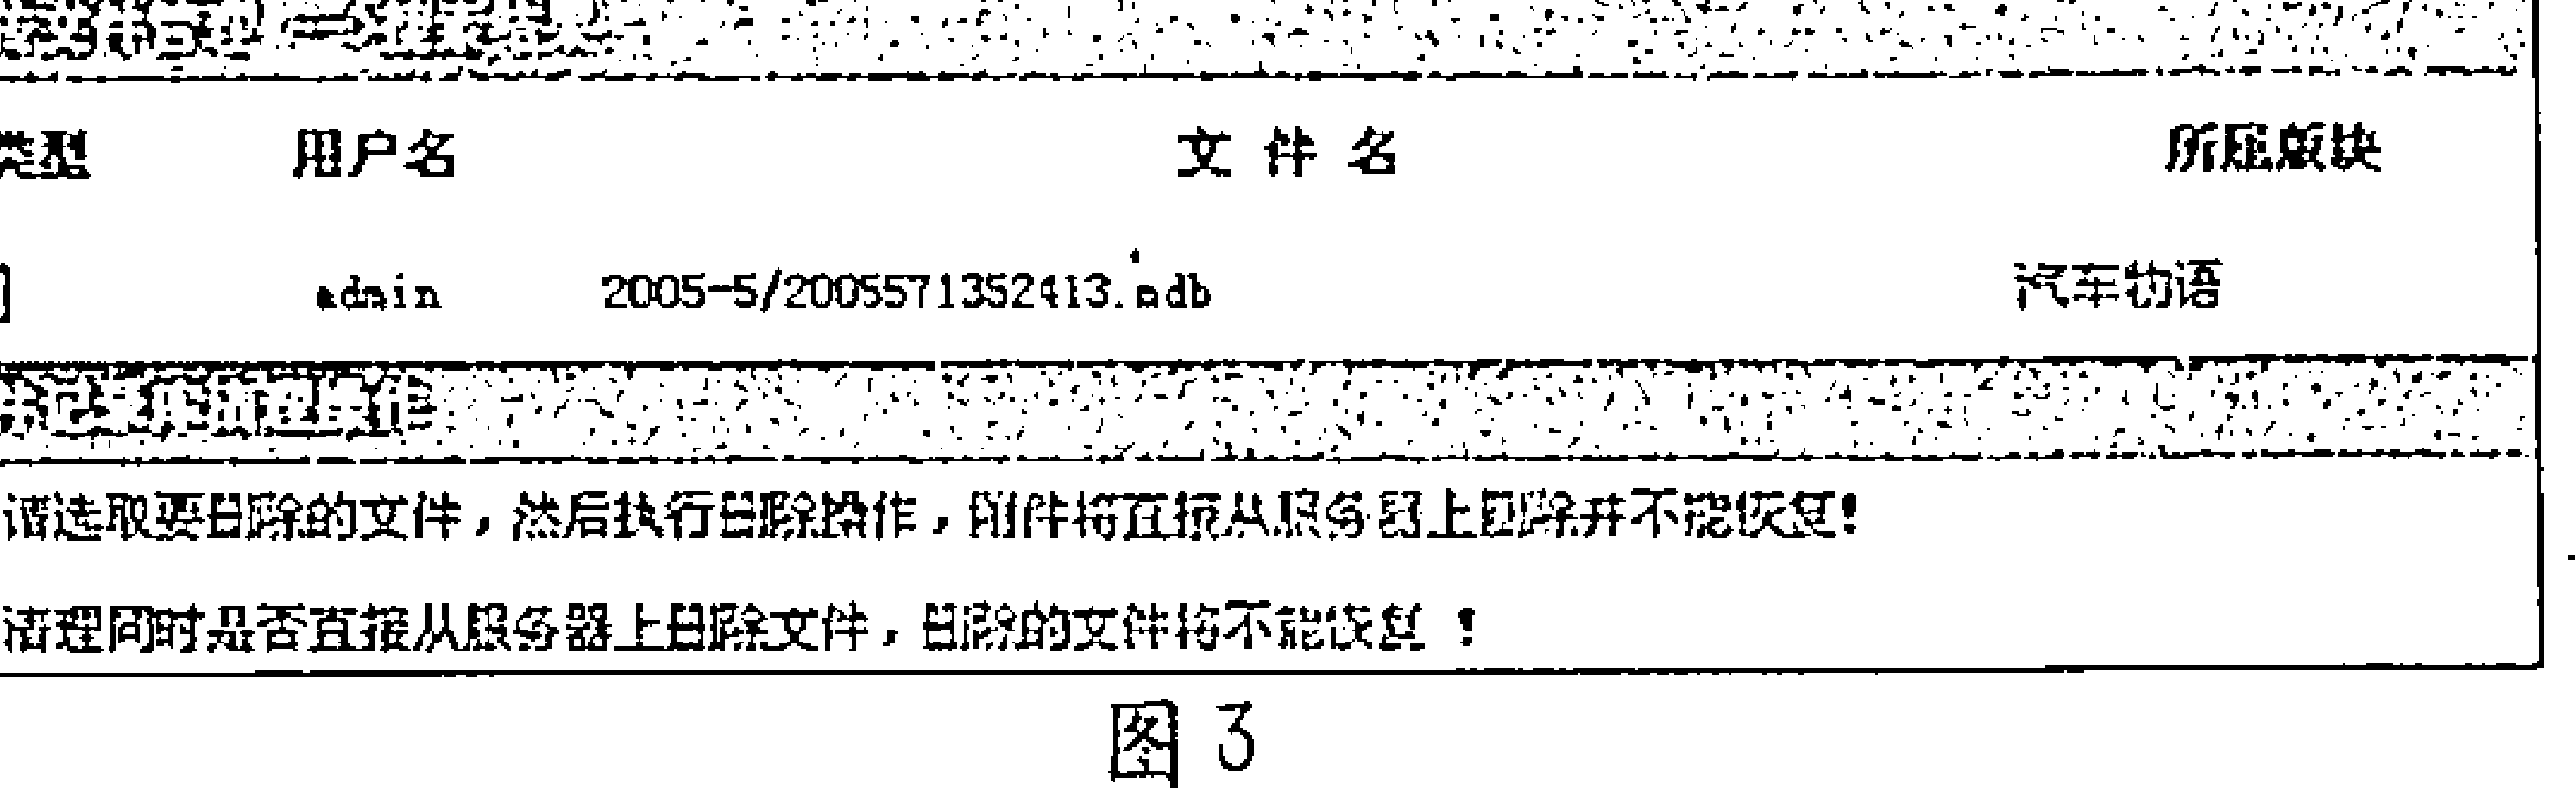 类型 用户名 文 件 名 所属版块
admin 2005-5/2005571352413.mdb 汽车物语
请选取要删除的文件，然后执行删除操作，附件将直接从服务器上删除并不能恢复！
清理同时是否直接从服务器上删除文件，删除的文件将不能恢复 ！
图 3